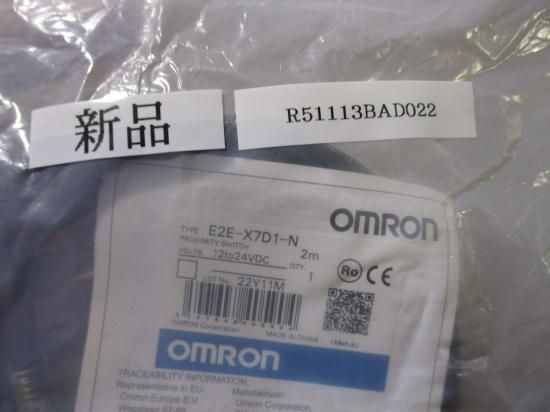 新品
R51113BAD022
OMRON
TYPE E2E-X7D1-N 2m
PROXIMITY SWITCH
VOLTS. 12to24VDC QTY. 1
LOT No. 22Y11M
OMRON Corporation MADE IN CHINA
OMRON
TRACEABILITY INFORMATION:
Representative in EU: Manufacturer:
Omron Europe B.V. Omron Corporation,